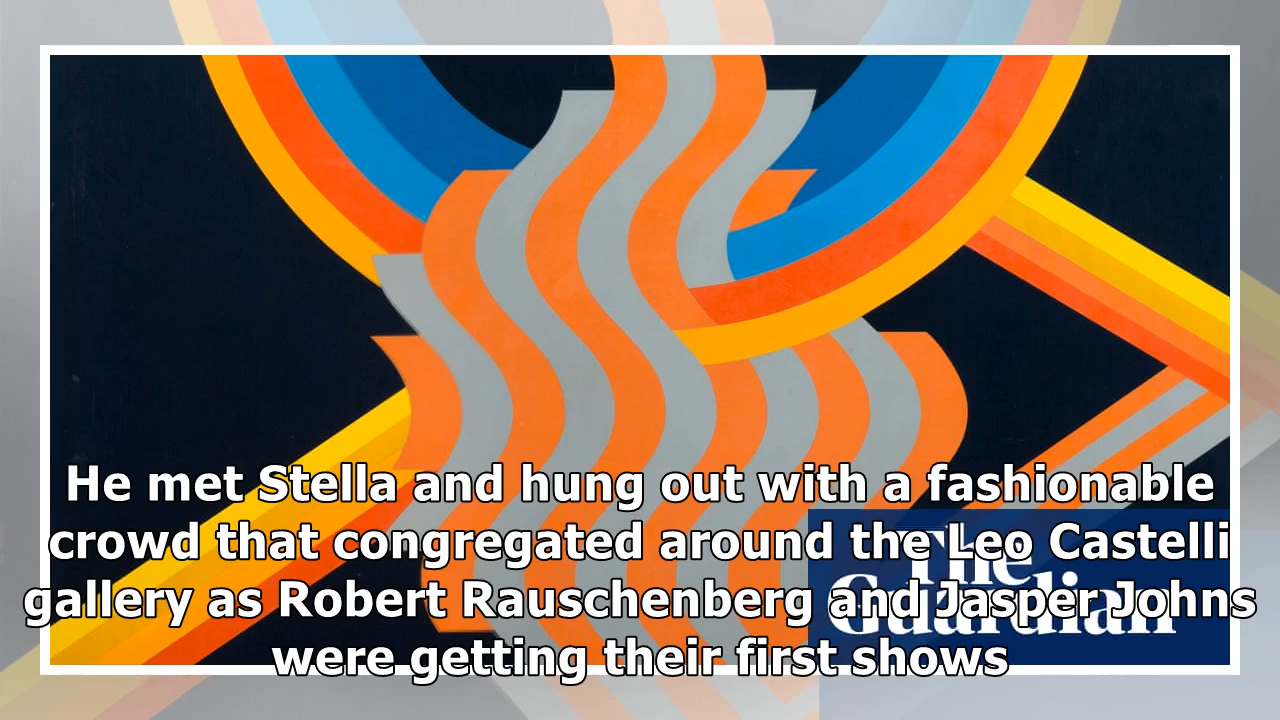 He met Stella and hung out with a fashionable
crowd that congregated around the Leo Castelli
gallery as Robert Rauschenberg and Jasper Johns
were getting their first shows
The
Guardian